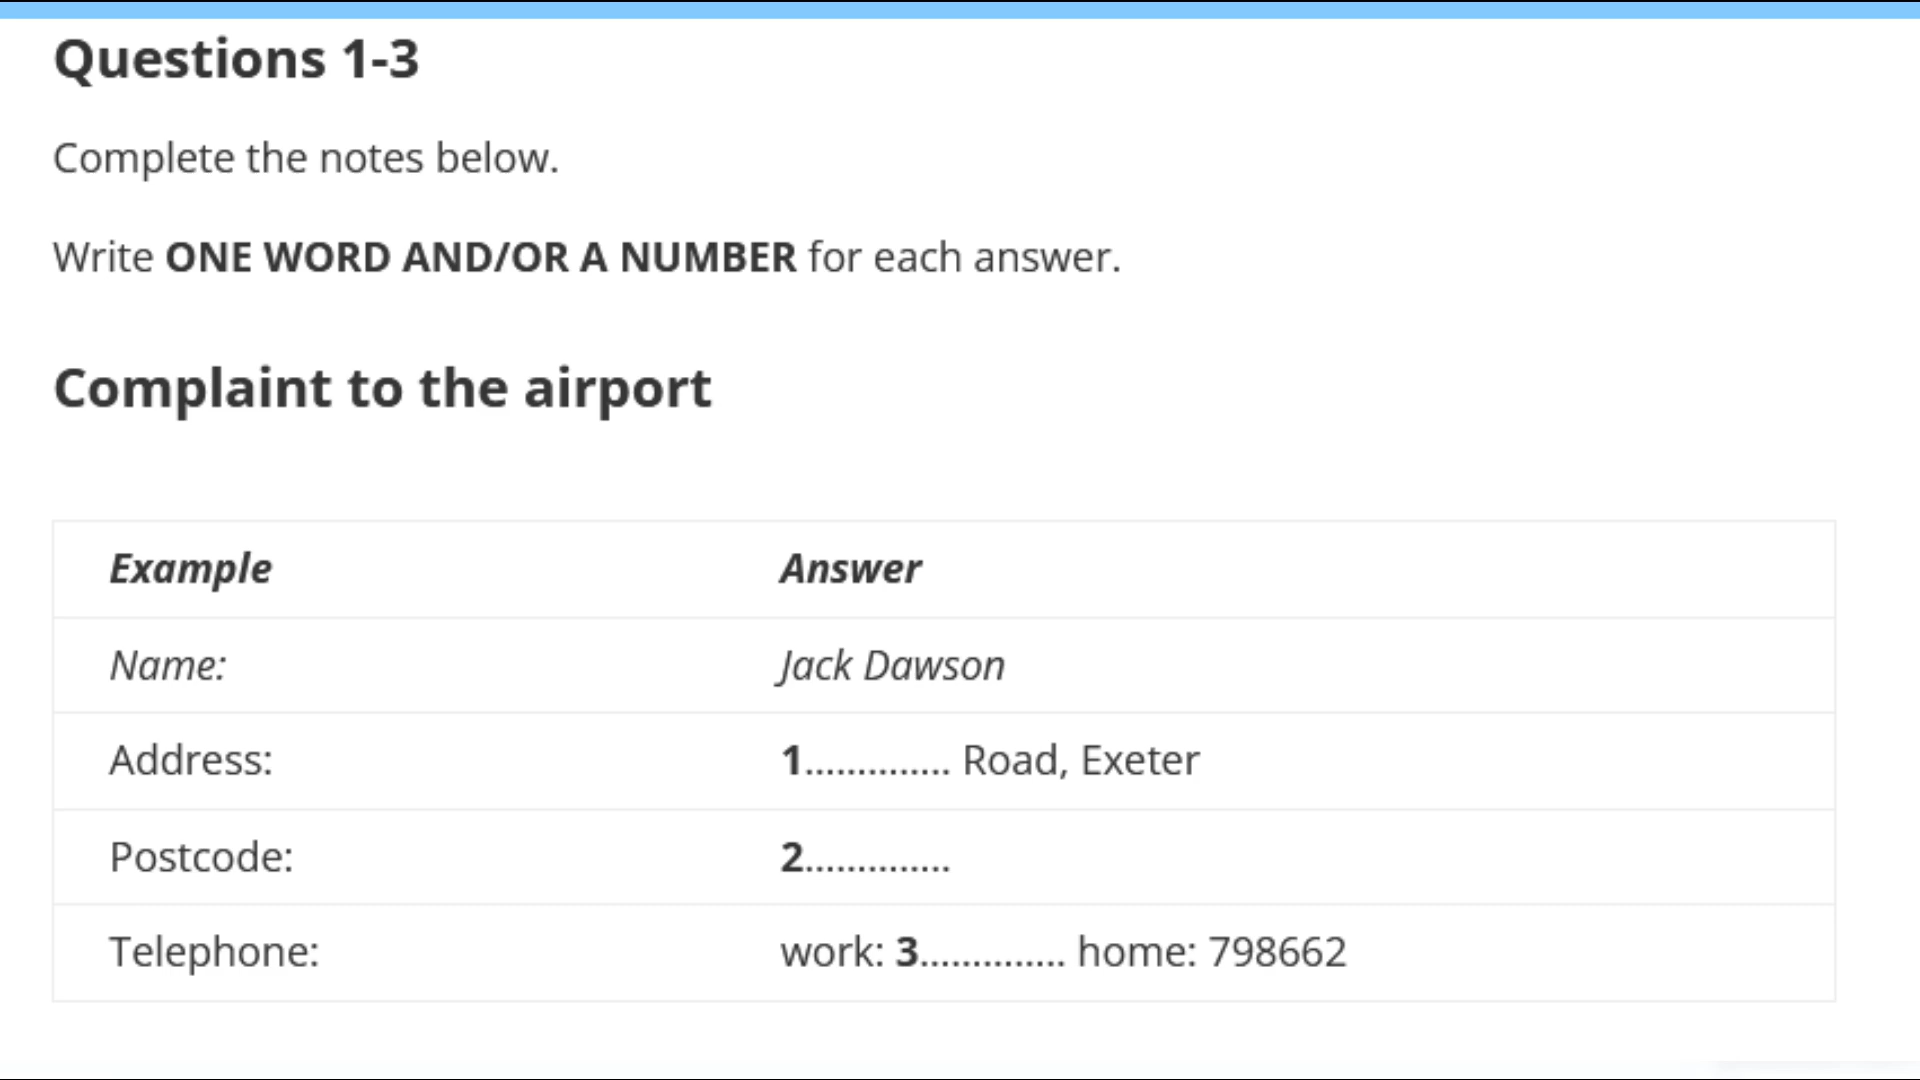 Questions 1-3
Complete the notes below.
Write ONE WORD AND/OR A NUMBER for each answer.
Complaint to the airport
Example Answer
Name: Jack Dawson
Address: 1.............. Road, Exeter
Postcode: 2..............
Telephone: work: 3.............. home: 798662